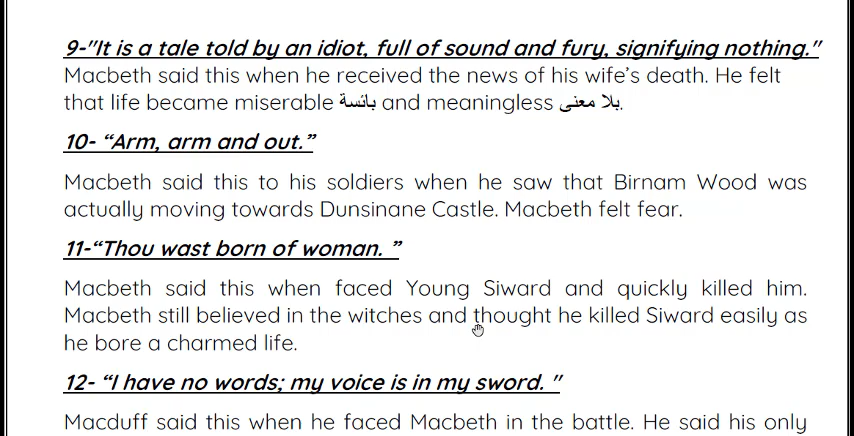 9-"It is a tale told by an idiot, full of sound and fury, signifying nothing."
Macbeth said this when he received the news of his wife’s death. He felt
that life became miserable بائسة and meaningless بلا معنى.
10- “Arm, arm and out.”
Macbeth said this to his soldiers when he saw that Birnam Wood was
actually moving towards Dunsinane Castle. Macbeth felt fear.
11-“Thou wast born of woman. ”
Macbeth said this when faced Young Siward and quickly killed him.
Macbeth still believed in the witches and thought he killed Siward easily as
he bore a charmed life.
12- “I have no words; my voice is in my sword. "
Macduff said this when he faced Macbeth in the battle. He said his only